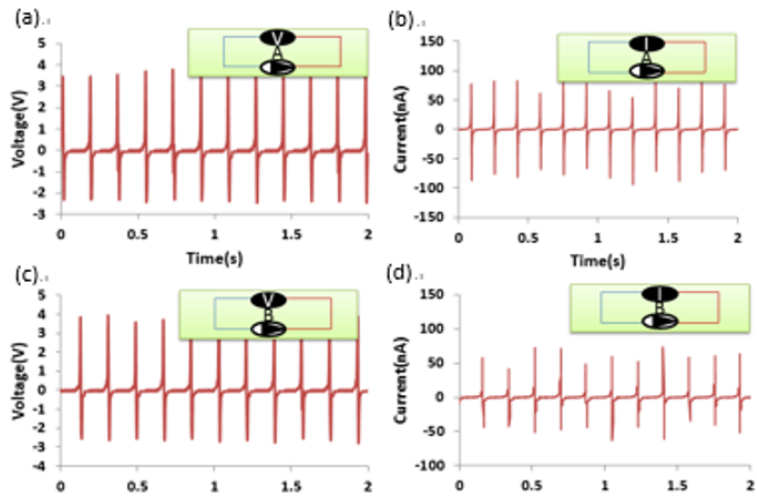 (a).
5
4
3
2
1
0
-1
-2
-3
Voltage(V)
0 0.5 1 1.5 2
Time(s)
V
A
(b).
150
100
50
0
-50
-100
-150
Current(nA)
0 0.5 1 1.5 2
Time(s)
I
A
(c).
5
4
3
2
1
0
-1
-2
-3
-4
Voltage(V)
0 0.5 1 1.5 2
V
B
(d).
150
100
50
0
-50
-100
Current(nA)
0 0.5 1 1.5 2
I
B